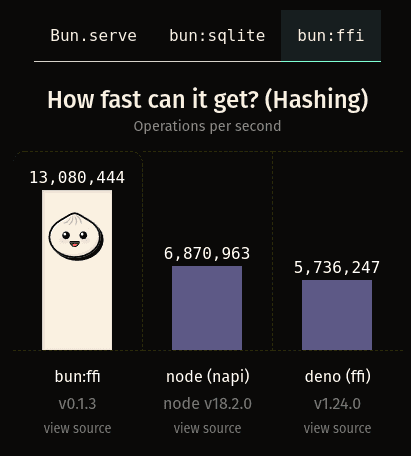 Bun.serve bun:sqlite bun:ffi
How fast can it get? (Hashing)
Operations per second
13,080,444
6,870,963
5,736,247
bun:ffi node (napi) deno (ffi)
v0.1.3 node v18.2.0 v1.24.0
view source view source view source